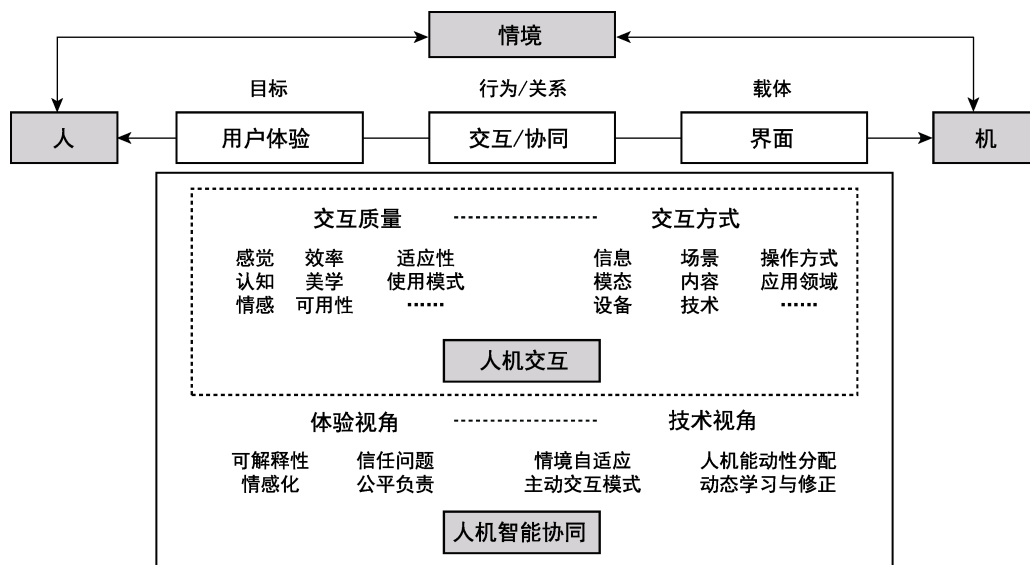 情境
目标 行为/关系 载体
人 用户体验 交互/协同 界面 机
交互质量 交互方式
感觉 效率 适应性 信息 场景 操作方式
认知 美学 使用模式 模态 内容 应用领域
情感 可用性 …… 设备 技术 ……
人机交互
体验视角 技术视角
可解释性 信任问题 情境自适应 人机能动性分配
情感化 公平负责 主动交互模式 动态学习与修正
人机智能协同